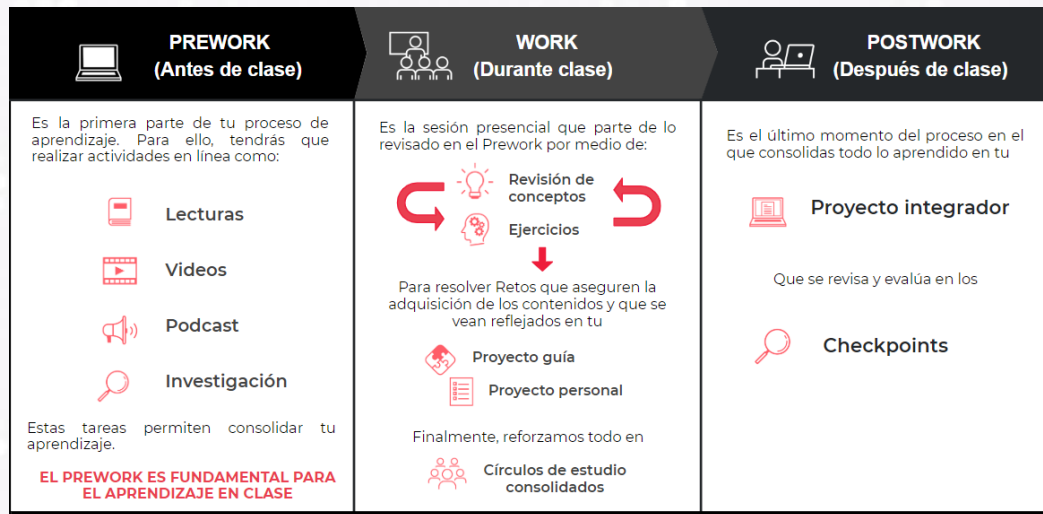 PREWORK
(Antes de clase)
Es la primera parte de tu proceso de
aprendizaje. Para ello, tendrás que
realizar actividades en línea como:
Lecturas
Videos
Podcast
Investigación
Estas tareas permiten consolidar tu
aprendizaje.
EL PREWORK ES FUNDAMENTAL PARA
EL APRENDIZAJE EN CLASE
WORK
(Durante clase)
Es la sesión presencial que parte de lo
revisado en el Prework por medio de:
Revisión de
conceptos
Ejercicios
Para resolver Retos que aseguren la
adquisición de los contenidos y que se
vean reflejados en tu
Proyecto guía
Proyecto personal
Finalmente, reforzamos todo en
Círculos de estudio
consolidados
POSTWORK
(Después de clase)
Es el último momento del proceso en el
que consolidas todo lo aprendido en tu
Proyecto integrador
Que se revisa y evalúa en los
Checkpoints